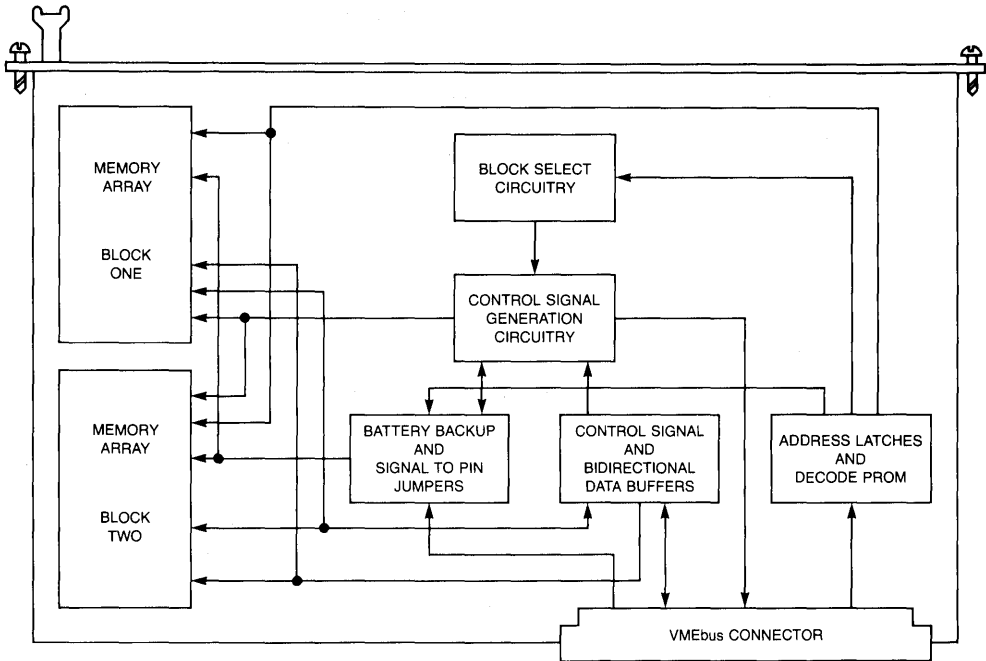 MEMORY
ARRAY
BLOCK
ONE
BLOCK SELECT
CIRCUITRY
CONTROL SIGNAL
GENERATION
CIRCUITRY
MEMORY
ARRAY
BLOCK
TWO
BATTERY BACKUP
AND
SIGNAL TO PIN
JUMPERS
CONTROL SIGNAL
AND
BIDIRECTIONAL
DATA BUFFERS
ADDRESS LATCHES
AND
DECODE PROM
VMEbus CONNECTOR